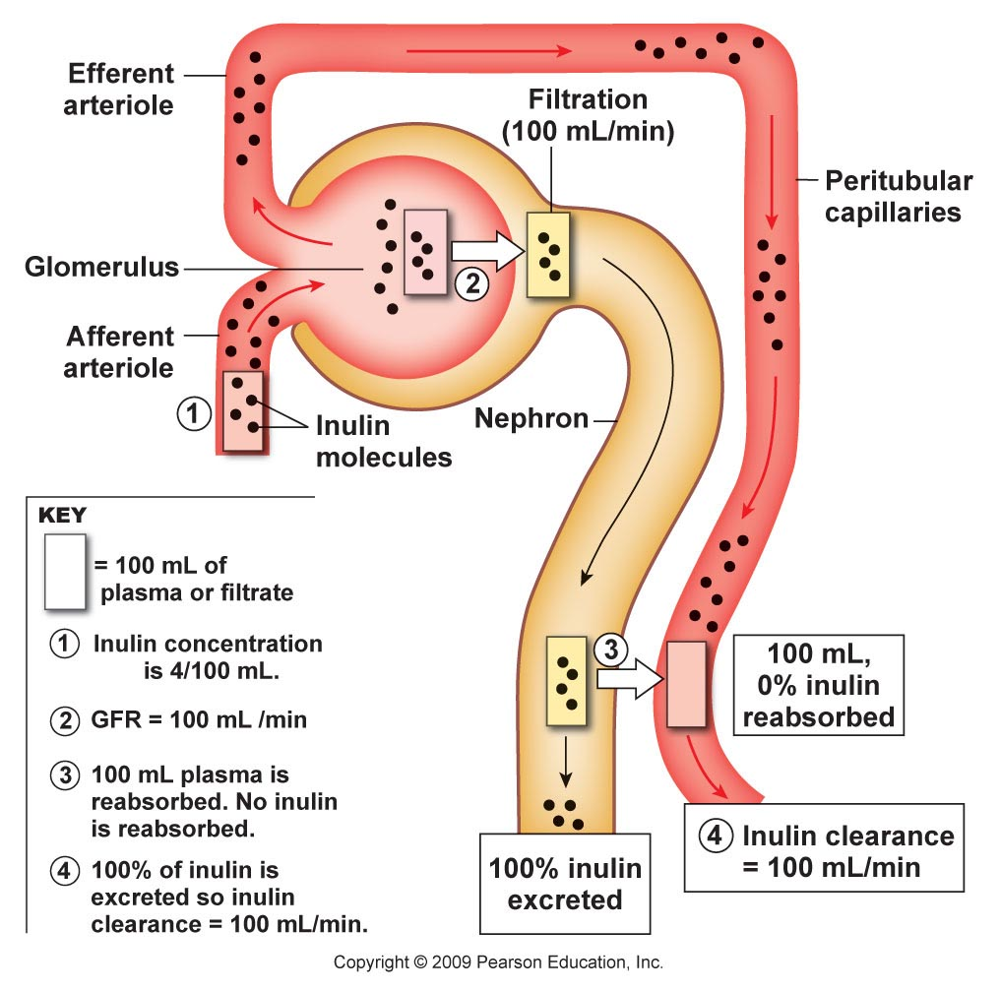 Efferent
arteriole
Filtration
(100 mL/min)
Peritubular
capillaries
Glomerulus
2
Afferent
arteriole
1
Inulin
molecules
Nephron
KEY
= 100 mL of
plasma or filtrate
1 Inulin concentration
is 4/100 mL.
2 GFR = 100 mL /min
3 100 mL plasma is
reabsorbed. No inulin
is reabsorbed.
4 100% of inulin is
excreted so inulin
clearance = 100 mL/min.
3
100 mL,
0% inulin
reabsorbed
4 Inulin clearance
= 100 mL/min
100% inulin
excreted
Copyright © 2009 Pearson Education, Inc.